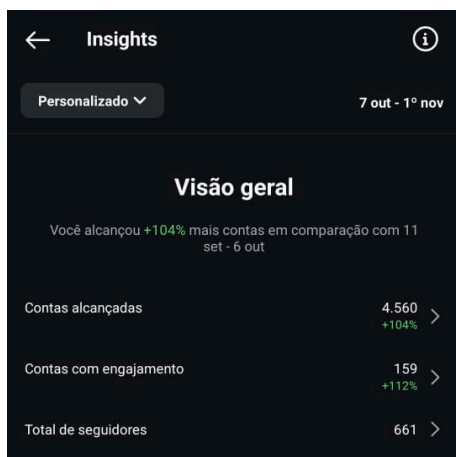 Insights
Personalizado
7 out - 1º nov
Visão geral
Você alcançou +104% mais contas em comparação com 11
set - 6 out
Contas alcançadas
4.560
+104%
Contas com engajamento
159
+112%
Total de seguidores
661